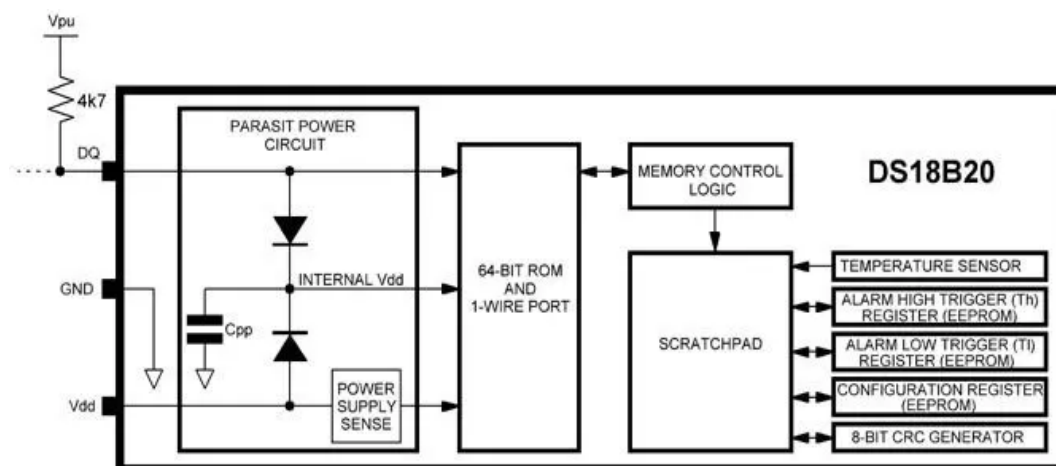 Vpu
4k7
DQ
GND
Vdd
PARASIT POWER
CIRCUIT
INTERNAL Vdd
Cpp
POWER
SUPPLY
SENSE
64-BIT ROM
AND
1-WIRE PORT
MEMORY CONTROL
LOGIC
SCRATCHPAD
DS18B20
TEMPERATURE SENSOR
ALARM HIGH TRIGGER (Th)
REGISTER (EEPROM)
ALARM LOW TRIGGER (Tl)
REGISTER (EEPROM)
CONFIGURATION REGISTER
(EEPROM)
8-BIT CRC GENERATOR